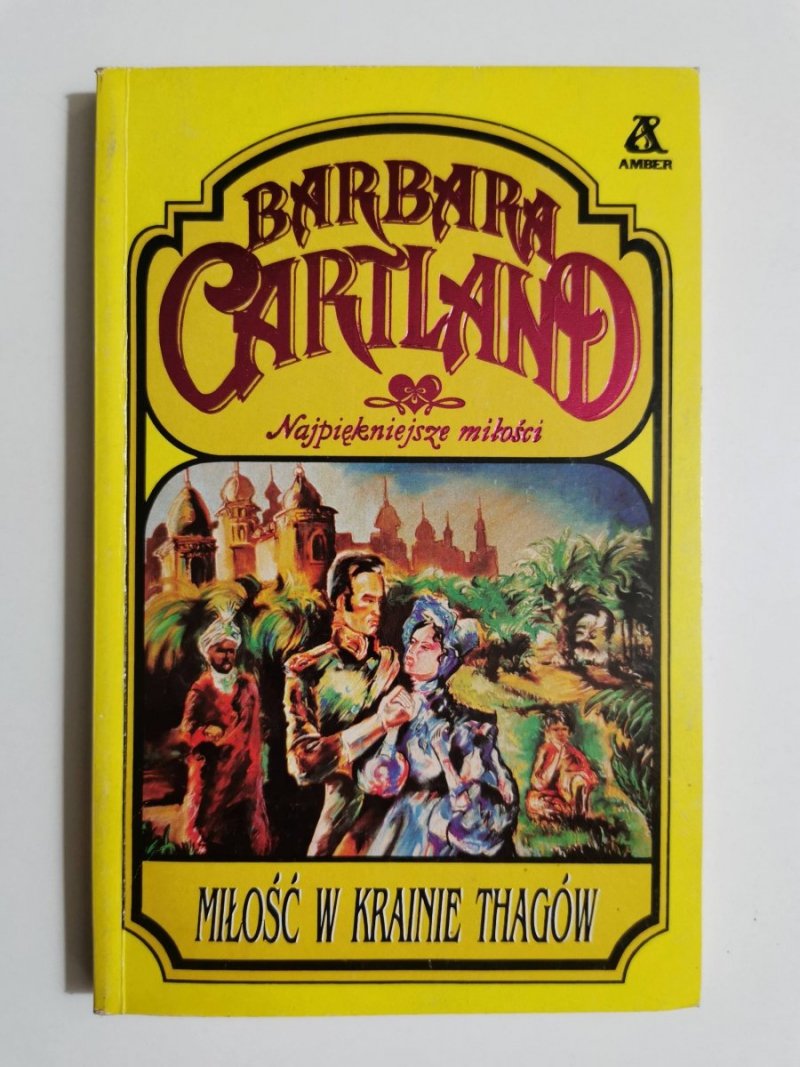 AMBER
BARBARA
CARTLAND
Najpiękniejsze miłości
MIŁOŚĆ W KRAINIE THAGÓW